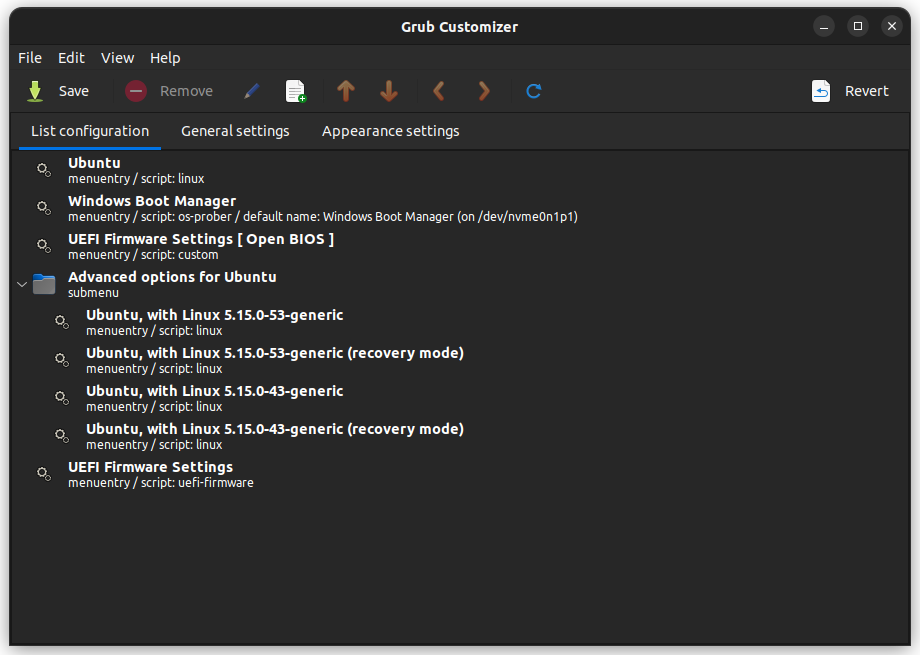 Grub Customizer
File Edit View Help
Save Remove Revert
List configuration General settings Appearance settings
Ubuntu
menuentry / script: linux
Windows Boot Manager
menuentry / script: os-prober / default name: Windows Boot Manager (on /dev/nvme0n1p1)
UEFI Firmware Settings [ Open BIOS ]
menuentry / script: custom
Advanced options for Ubuntu
submenu
Ubuntu, with Linux 5.15.0-53-generic
menuentry / script: linux
Ubuntu, with Linux 5.15.0-53-generic (recovery mode)
menuentry / script: linux
Ubuntu, with Linux 5.15.0-43-generic
menuentry / script: linux
Ubuntu, with Linux 5.15.0-43-generic (recovery mode)
menuentry / script: linux
UEFI Firmware Settings
menuentry / script: uefi-firmware